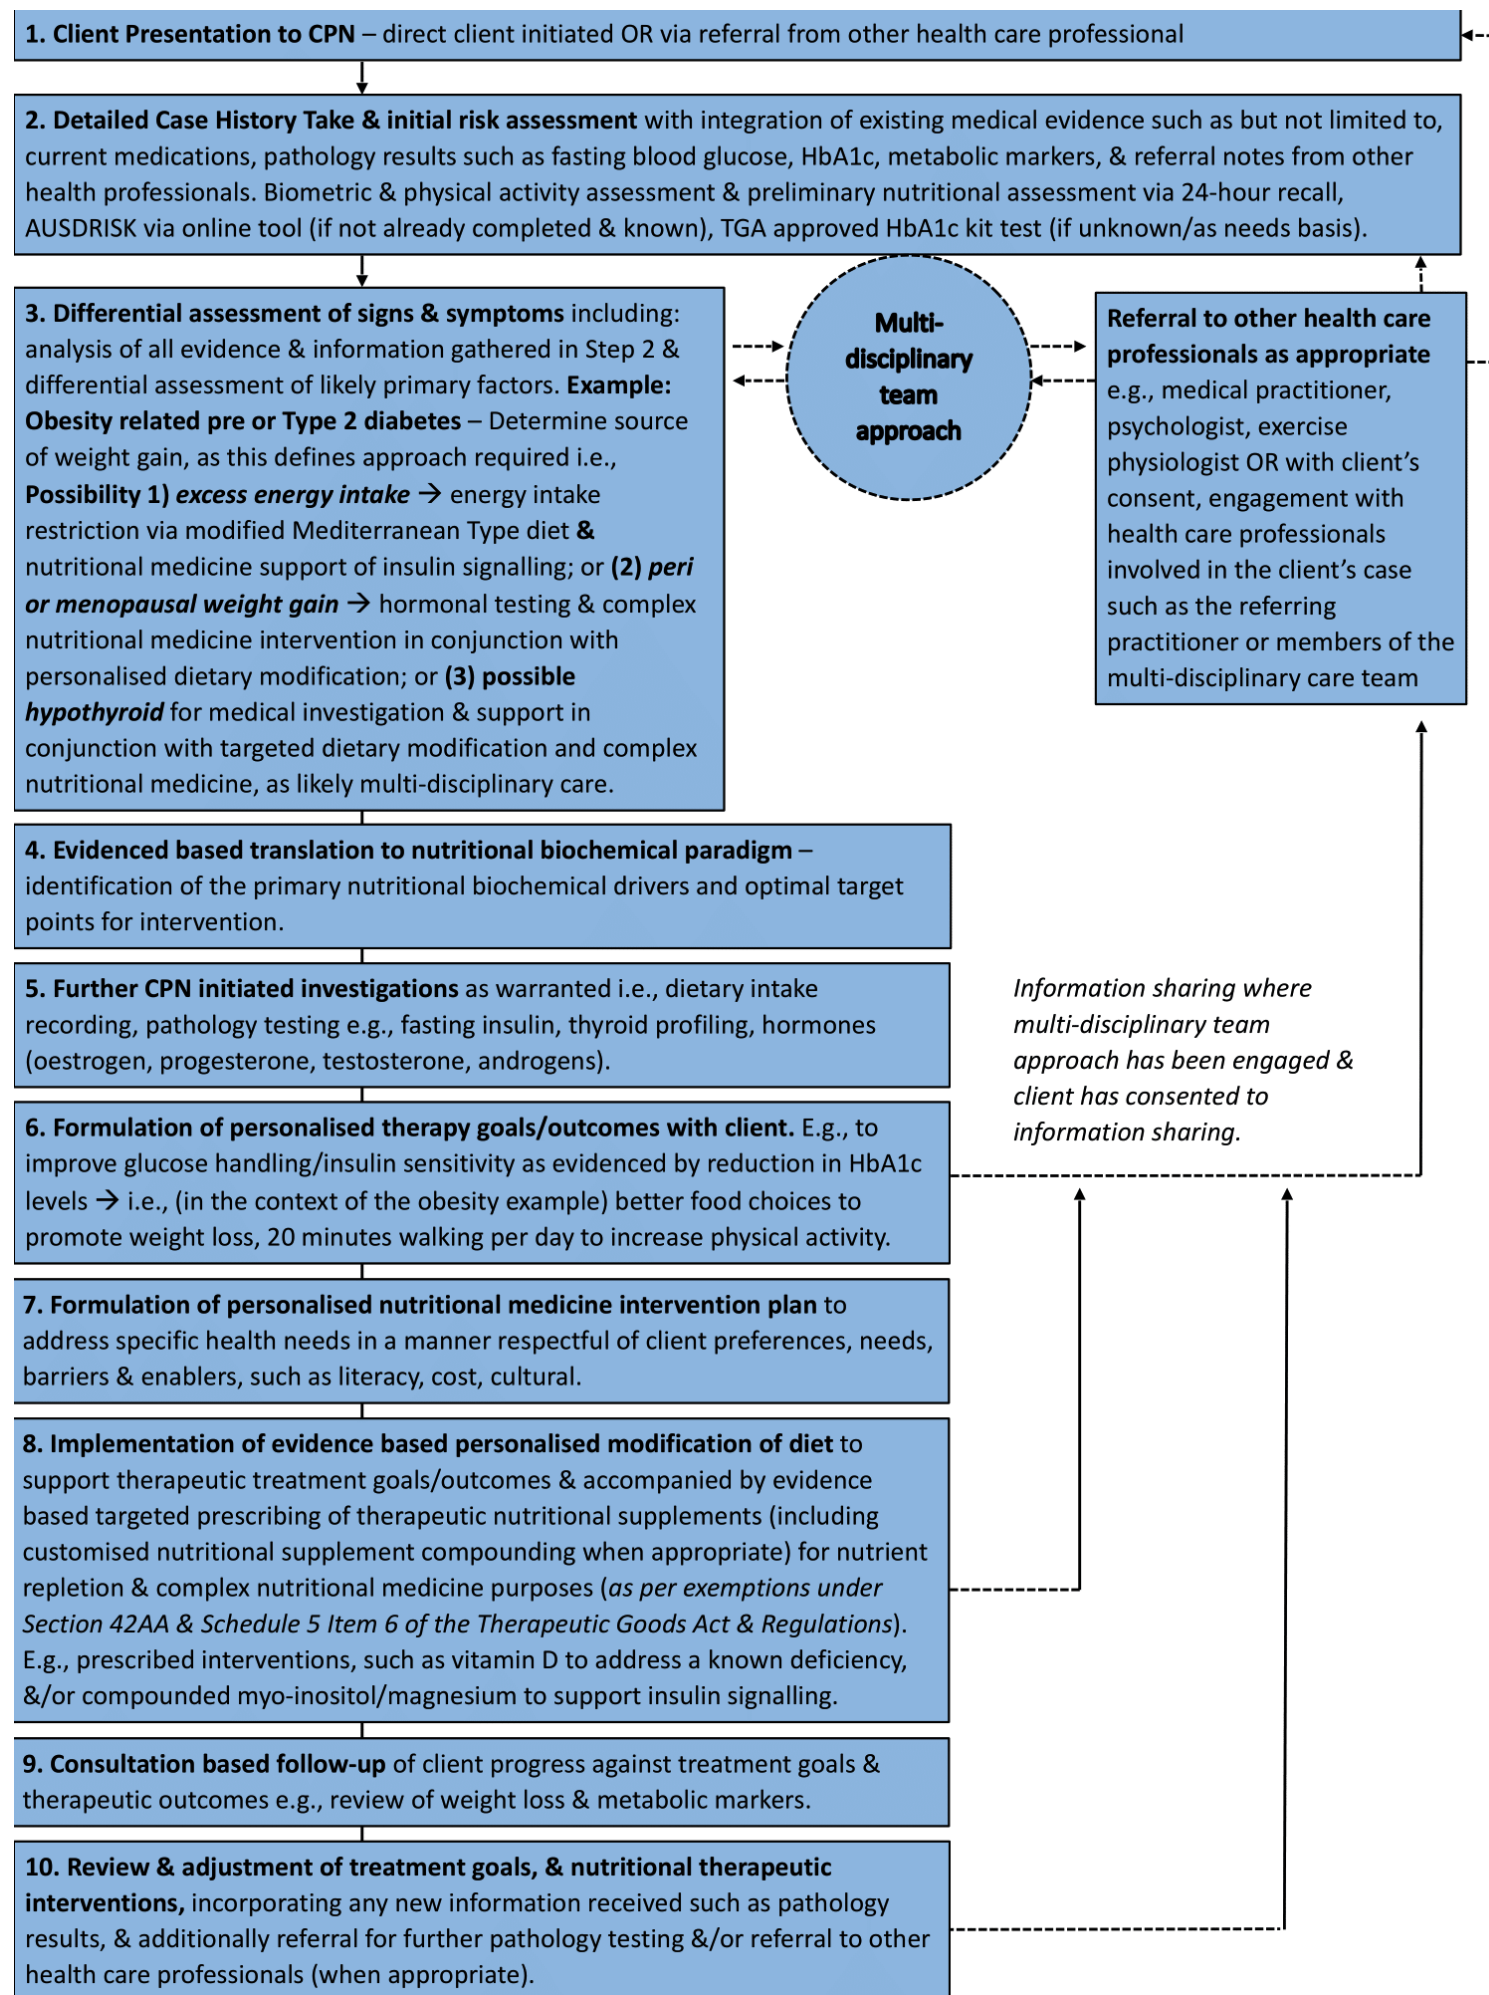 1. Client Presentation to CPN – direct client initiated OR via referral from other health care professional
2. Detailed Case History Take & initial risk assessment with integration of existing medical evidence such as but not limited to,
current medications, pathology results such as fasting blood glucose, HbA1c, metabolic markers, & referral notes from other
health professionals. Biometric & physical activity assessment & preliminary nutritional assessment via 24-hour recall,
AUSDRISK via online tool (if not already completed & known), TGA approved HbA1c kit test (if unknown/as needs basis).
3. Differential assessment of signs & symptoms including:
analysis of all evidence & information gathered in Step 2 &
differential assessment of likely primary factors. Example:
Obesity related pre or Type 2 diabetes – Determine source
of weight gain, as this defines approach required i.e.,
Possibility 1) excess energy intake → energy intake
restriction via modified Mediterranean Type diet &
nutritional medicine support of insulin signalling; or (2) peri
or menopausal weight gain → hormonal testing & complex
nutritional medicine intervention in conjunction with
personalised dietary modification; or (3) possible
hypothyroid for medical investigation & support in
conjunction with targeted dietary modification and complex
nutritional medicine, as likely multi-disciplinary care.
Multi-
disciplinary
team
approach
Referral to other health care
professionals as appropriate
e.g., medical practitioner,
psychologist, exercise
physiologist OR with client's
consent, engagement with
health care professionals
involved in the client's case
such as the referring
practitioner or members of the
multi-disciplinary care team
4. Evidenced based translation to nutritional biochemical paradigm –
identification of the primary nutritional biochemical drivers and optimal target
points for intervention.
5. Further CPN initiated investigations as warranted i.e., dietary intake
recording, pathology testing e.g., fasting insulin, thyroid profiling, hormones
(oestrogen, progesterone, testosterone, androgens).
Information sharing where
multi-disciplinary team
approach has been engaged &
client has consented to
information sharing.
6. Formulation of personalised therapy goals/outcomes with client. E.g., to
improve glucose handling/insulin sensitivity as evidenced by reduction in HbA1c
levels → i.e., (in the context of the obesity example) better food choices to
promote weight loss, 20 minutes walking per day to increase physical activity.
7. Formulation of personalised nutritional medicine intervention plan to
address specific health needs in a manner respectful of client preferences, needs,
barriers & enablers, such as literacy, cost, cultural.
8. Implementation of evidence based personalised modification of diet to
support therapeutic treatment goals/outcomes & accompanied by evidence
based targeted prescribing of therapeutic nutritional supplements (including
customised nutritional supplement compounding when appropriate) for nutrient
repletion & complex nutritional medicine purposes (as per exemptions under
Section 42AA & Schedule 5 Item 6 of the Therapeutic Goods Act & Regulations).
E.g., prescribed interventions, such as vitamin D to address a known deficiency,
&/or compounded myo-inositol/magnesium to support insulin signalling.
9. Consultation based follow-up of client progress against treatment goals &
therapeutic outcomes e.g., review of weight loss & metabolic markers.
10. Review & adjustment of treatment goals, & nutritional therapeutic
interventions, incorporating any new information received such as pathology
results, & additionally referral for further pathology testing &/or referral to other
health care professionals (when appropriate).